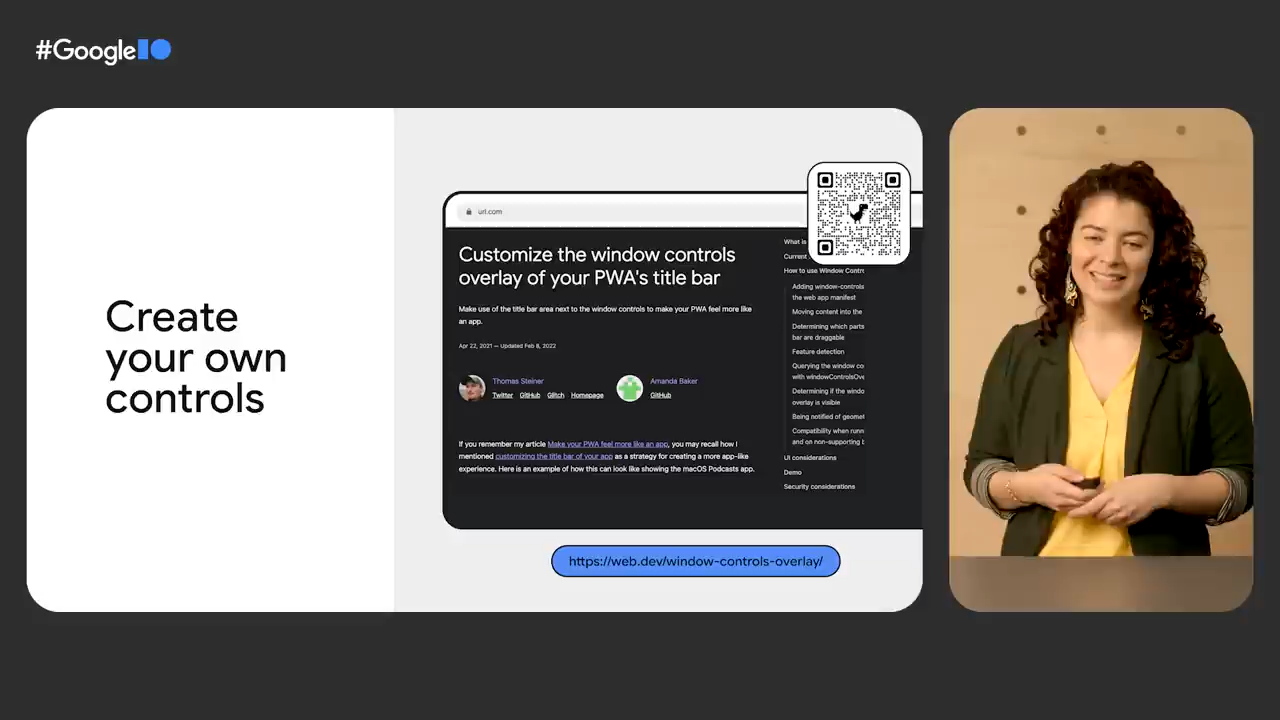 #GoogleIO
Create
your own
controls
url.com
Customize the window controls
overlay of your PWA's title bar
Make use of the title bar area next to the window controls to make your PWA feel more like
an app.
Apr 22, 2021 — Updated Feb 8, 2022
Thomas Steiner
Twitter GitHub Glitch Homepage
Amanda Baker
GitHub
If you remember my article Make your PWA feel more like an app, you may recall how I
mentioned customizing the title bar of your app as a strategy for creating a more app-like
experience. Here is an example of how this can look like showing the macOS Podcasts app.
What is
Current
How to use Window Contr
Adding window-controls
the web app manifest
Moving content into the
Determining which parts
bar are draggable
Feature detection
Querying the window co
with windowControlsOve
Determining if the windo
overlay is visible
Being notified of geomet
Compatibility when runn
and on non-supporting b
UI considerations
Demo
Security considerations
https://web.dev/window-controls-overlay/